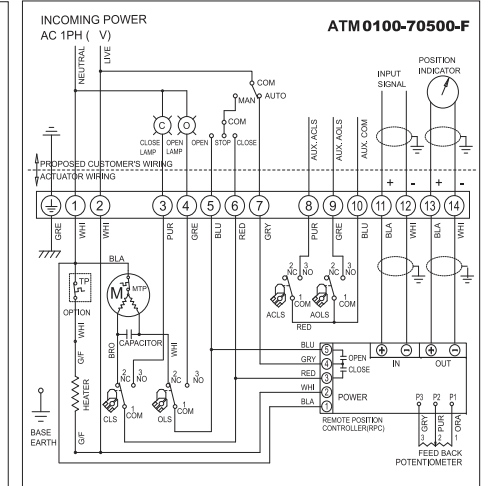 INCOMING POWER
AC 1PH ( V)
ATM0100-70500-F
NEUTRAL
LIVE
COM
MAN AUTO
COM
C O
CLOSE LAMP
OPEN LAMP
OPEN STOP CLOSE
AUX. ACLS
AUX. AOLS
AUX. COM
INPUT SIGNAL
POSITION INDICATOR
PROPOSED CUSTOMER'S WIRING
ACTUATOR WIRING
+ - + -
1 2 3 4 5 6 7 8 9 10 11 12 13 14
GRE WHI WHI PUR GRE BLU RED GRY PUR GRE BLU BLA WHI BLA WHI
BLA
TP
OPTION
M MTP
CAPACITOR
WHI
G/F
HEATER
G/F
BRO
WHI
2 NC 3 NO
1 COM
CLS
2 NC 3 NO
1 COM
OLS
2 NC 3 NO
1 COM
ACLS
2 NC 3 NO
1 COM
AOLS
RED
BASE EARTH
BLU 5
GRY 4 OPEN
RED 3 CLOSE
WHI 2
BLA 1 POWER
+ - + -
IN OUT
P3 P2 P1
GRY PUR ORA
3 2 1
REMOTE POSITION CONTROLLER(RPC)
FEED BACK POTENTIOMETER